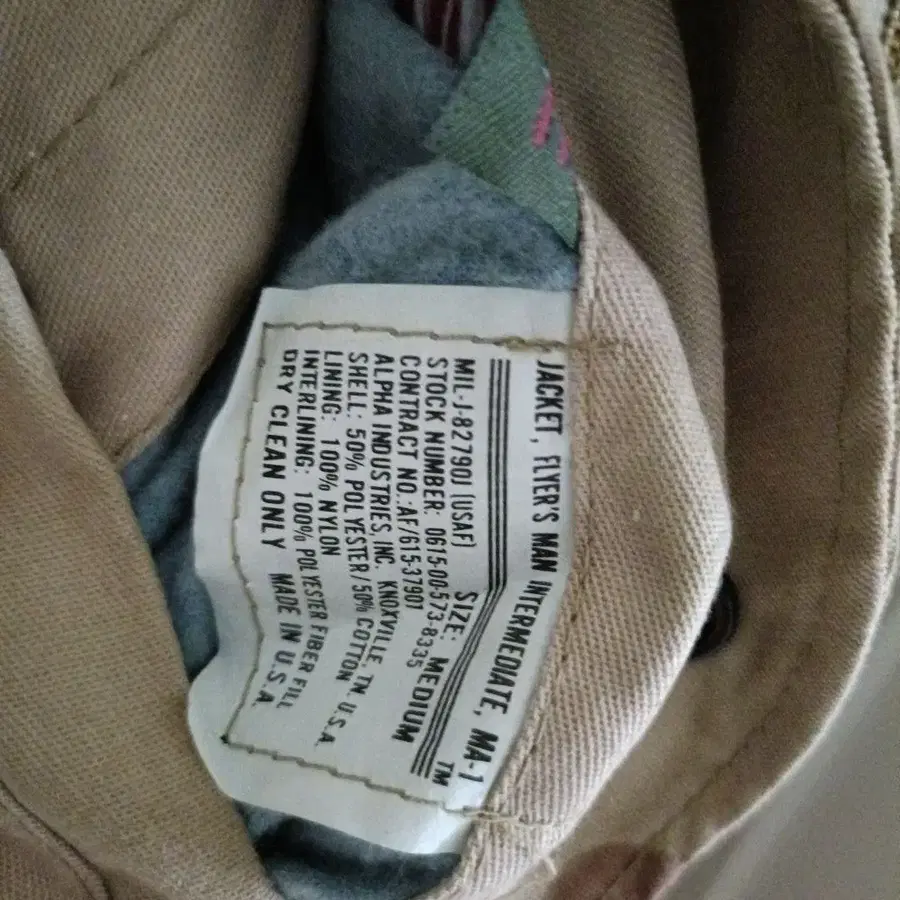 JACKET, FLYER'S MAN INTERMEDIATE, MA-1
TM
SIZE: MEDIUM
MIL-J-82790J (USAF)
STOCK NUMBER: 0615-00-573-8335
CONTRACT NO.:AF/615-37907
ALPHA INDUSTRIES, INC. KNOXVILLE, TN. U.S.A.
SHELL: 50% POLYESTER/50% COTTON
LINING: 100% NYLON
INTERLINING: 100% POLYESTER FIBER FILL
DRY CLEAN ONLY MADE IN U.S.A.